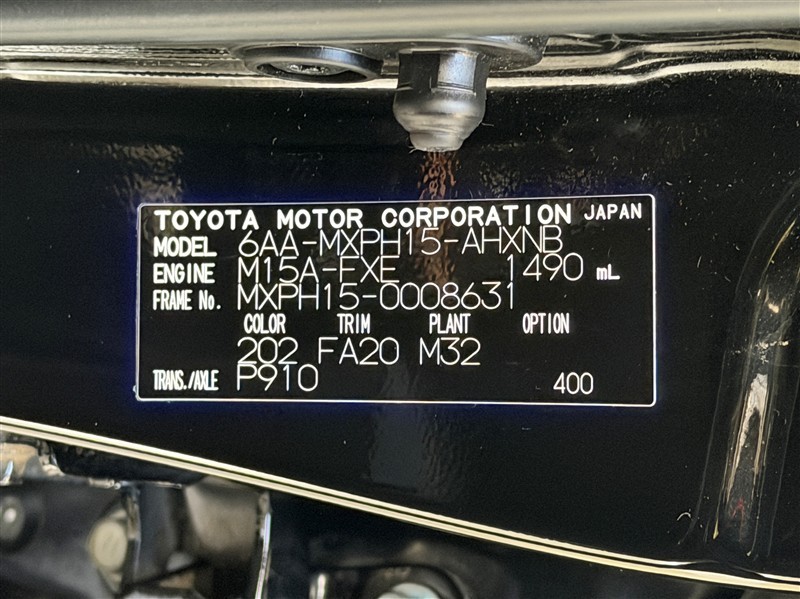 TOYOTA MOTOR CORPORATION JAPAN
MODEL 6AA-MXPH15-AHXNB
ENGINE M15A-FXE 1490 mL
FRAME No. MXPH15-0008631
COLOR TRIM PLANT OPTION
202 FA20 M32
TRANS./AXLE P910 400